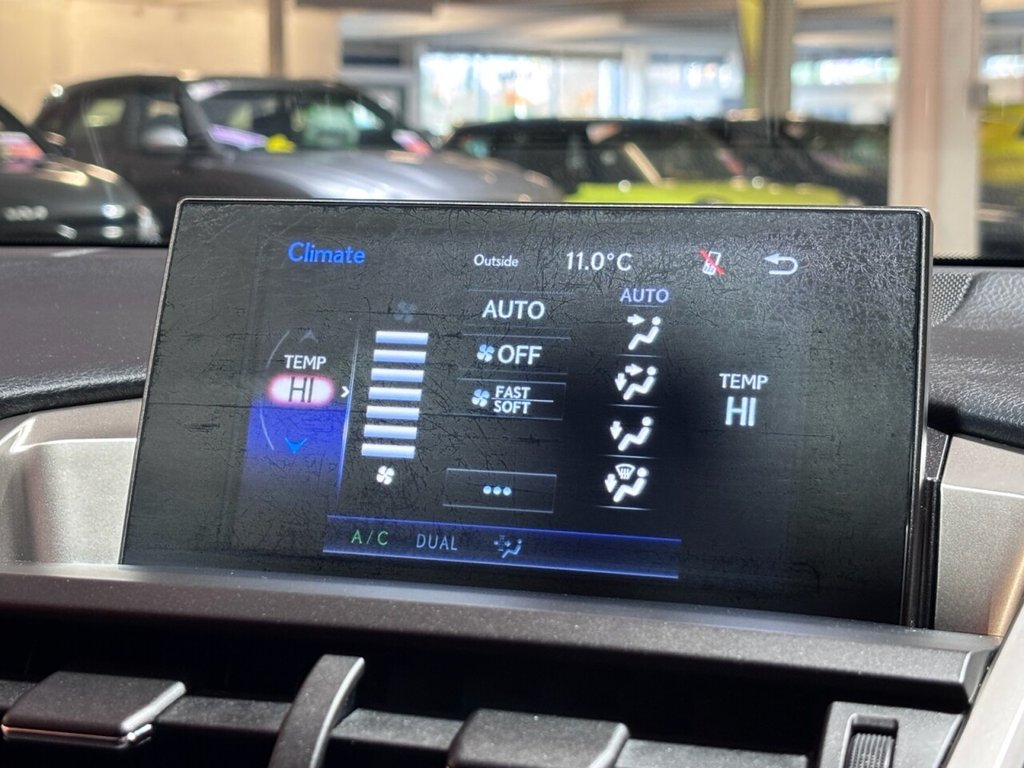 Climate
Outside 11.0°C
AUTO
AUTO
OFF
FAST
SOFT
TEMP
HI
TEMP
HI
•••
A/C DUAL